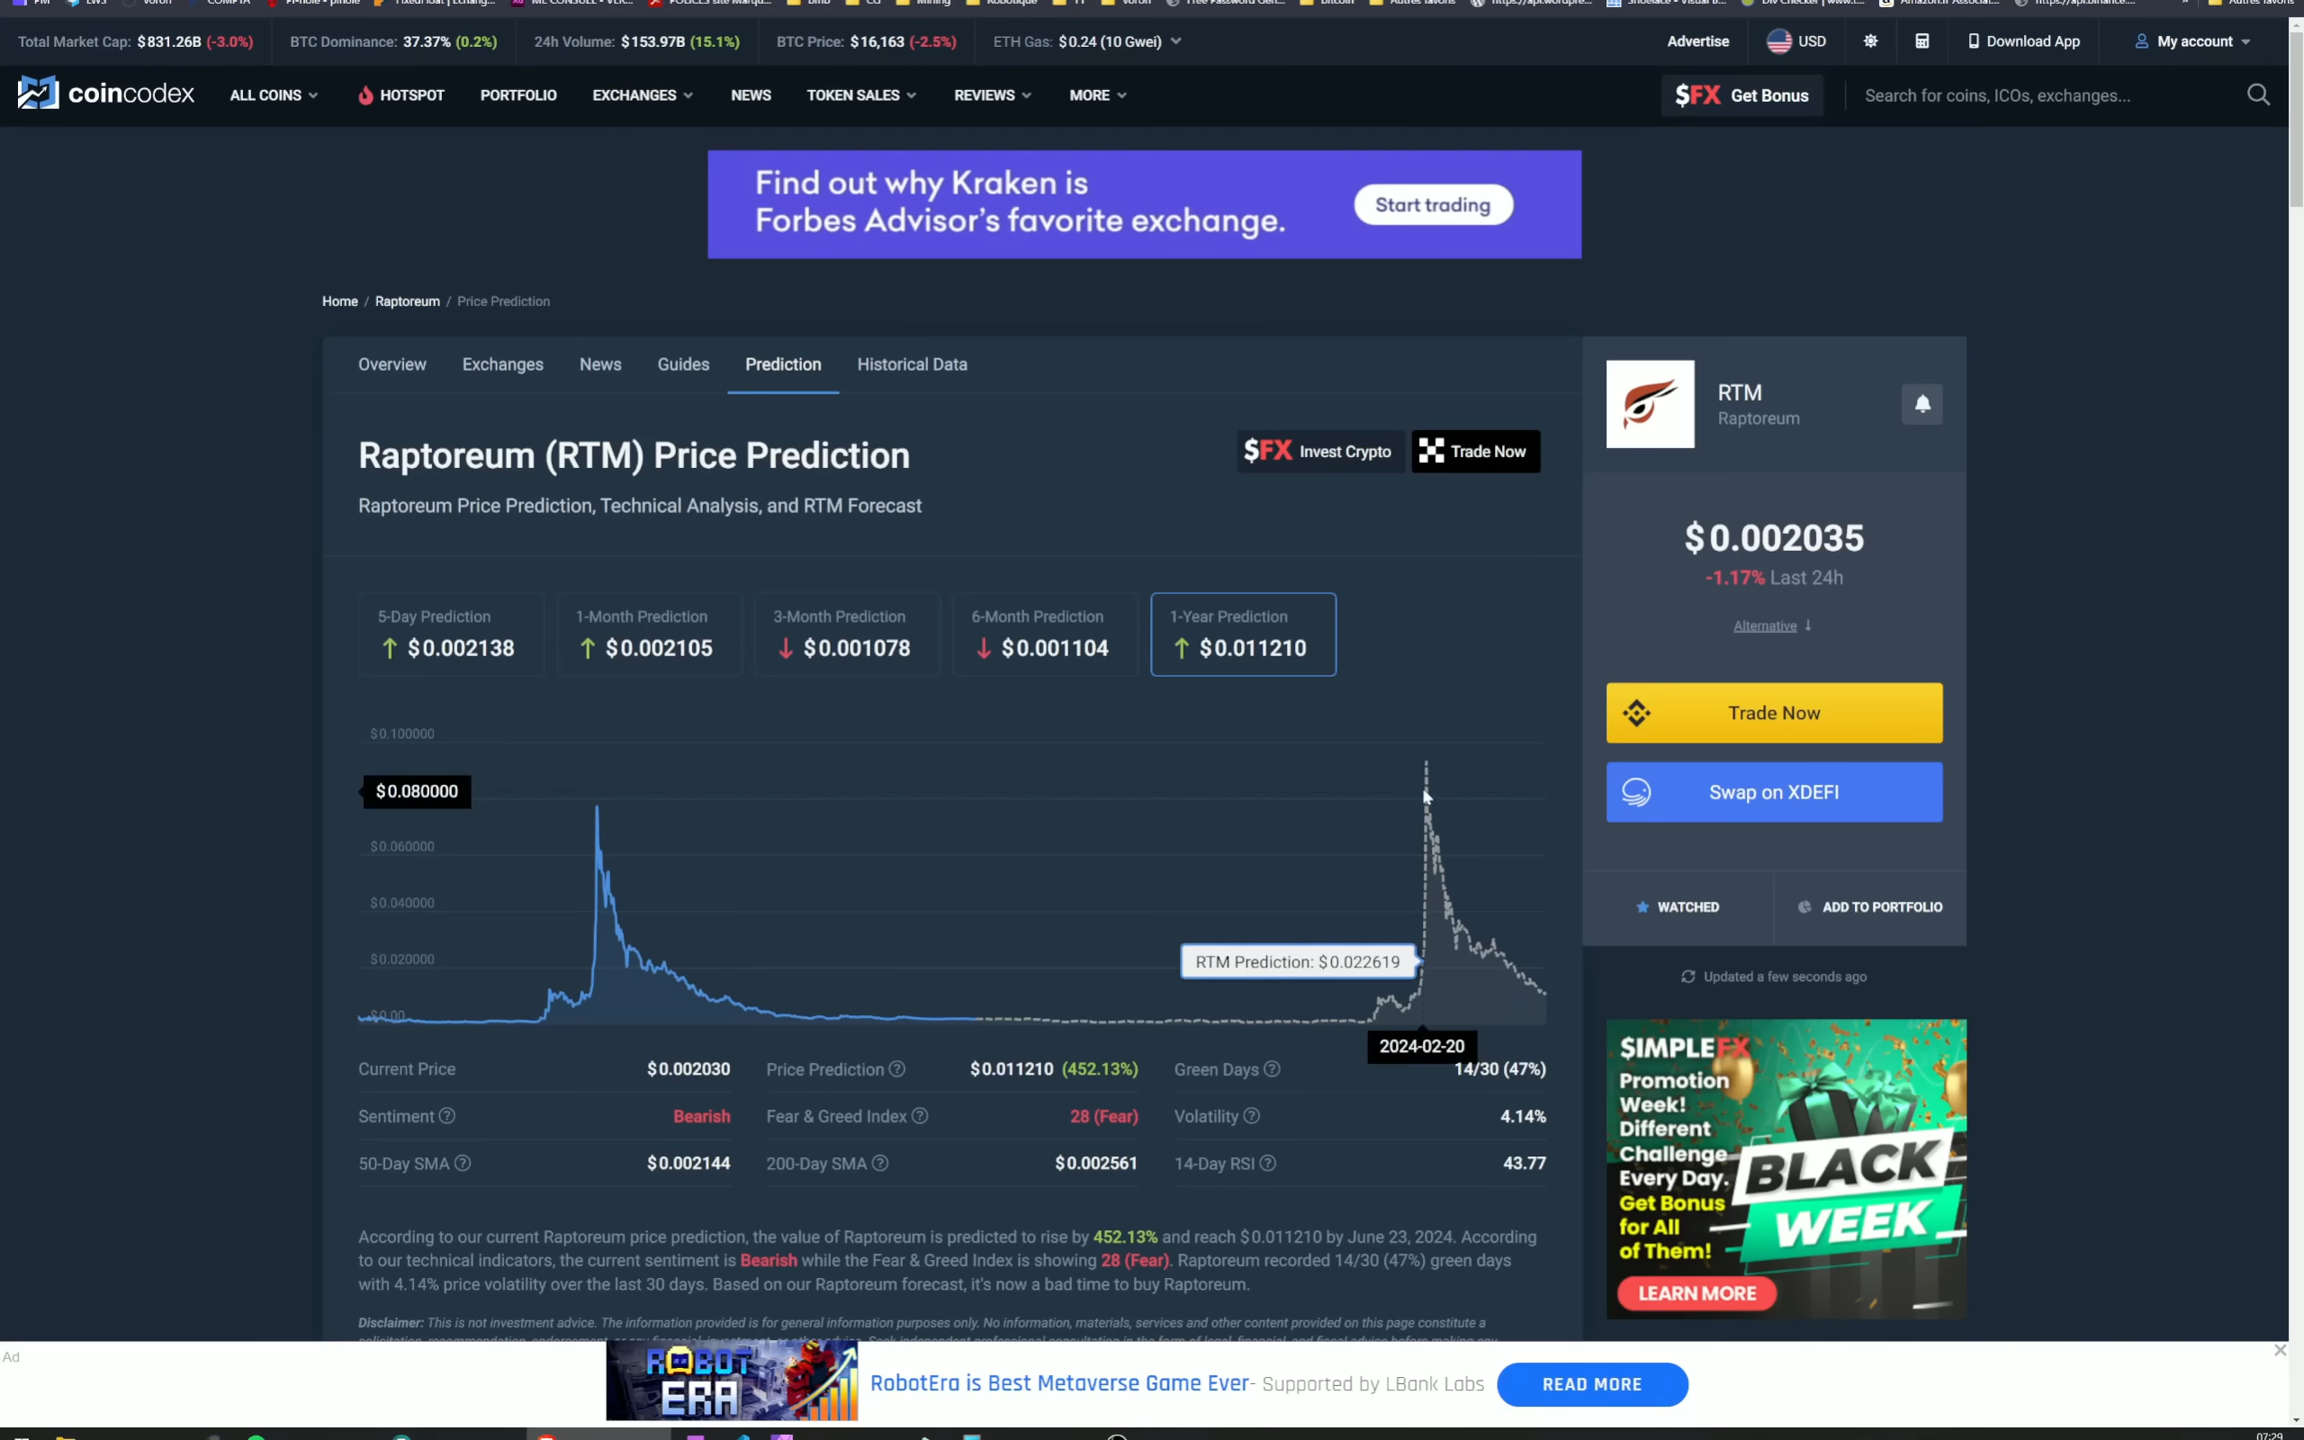 Total Market Cap: $831.26B (-3.0%) BTC Dominance: 37.37% (0.2%) 24h Volume: $153.97B (15.1%) BTC Price: $16,163 (-2.5%) ETH Gas: $0.24 (10 Gwei) Advertise USD Download App My account
coincodex ALL COINS HOTSPOT PORTFOLIO EXCHANGES NEWS TOKEN SALES REVIEWS MORE $FX Get Bonus Search for coins, ICOs, exchanges...
Find out why Kraken is
Forbes Advisor's favorite exchange.
Start trading
Home / Raptoreum / Price Prediction
Overview Exchanges News Guides Prediction Historical Data
Raptoreum (RTM) Price Prediction
$FX Invest Crypto Trade Now
Raptoreum Price Prediction, Technical Analysis, and RTM Forecast
5-Day Prediction 1-Month Prediction 3-Month Prediction 6-Month Prediction 1-Year Prediction
↑ $0.002138 ↑ $0.002105 ↓ $0.001078 ↓ $0.001104 ↑ $0.011210
$0.100000
$0.080000
$0.060000
$0.040000
$0.020000
$0.00
RTM Prediction: $0.022619
2024-02-20
Current Price $0.002030 Price Prediction $0.011210 (452.13%) Green Days 14/30 (47%)
Sentiment Bearish Fear & Greed Index 28 (Fear) Volatility 4.14%
50-Day SMA $0.002144 200-Day SMA $0.002561 14-Day RSI 43.77
According to our current Raptoreum price prediction, the value of Raptoreum is predicted to rise by 452.13% and reach $0.011210 by June 23, 2024. According
to our technical indicators, the current sentiment is Bearish while the Fear & Greed Index is showing 28 (Fear). Raptoreum recorded 14/30 (47%) green days
with 4.14% price volatility over the last 30 days. Based on our Raptoreum forecast, it's now a bad time to buy Raptoreum.
Disclaimer: This is not investment advice. The information provided is for general information purposes only. No information, materials, services and other content provided on this page constitute a
RTM
Raptoreum
$0.002035
-1.17% Last 24h
Alternative ↓
Trade Now
Swap on XDEFI
WATCHED ADD TO PORTFOLIO
Updated a few seconds ago
$IMPLEFX
Promotion
Week!
Different
Challenge
Every Day.
Get Bonus
for All
of Them!
BLACK
WEEK
LEARN MORE
Ad
ROBOT
ERA
RobotEra is Best Metaverse Game Ever- Supported by LBank Labs
READ MORE
07:29